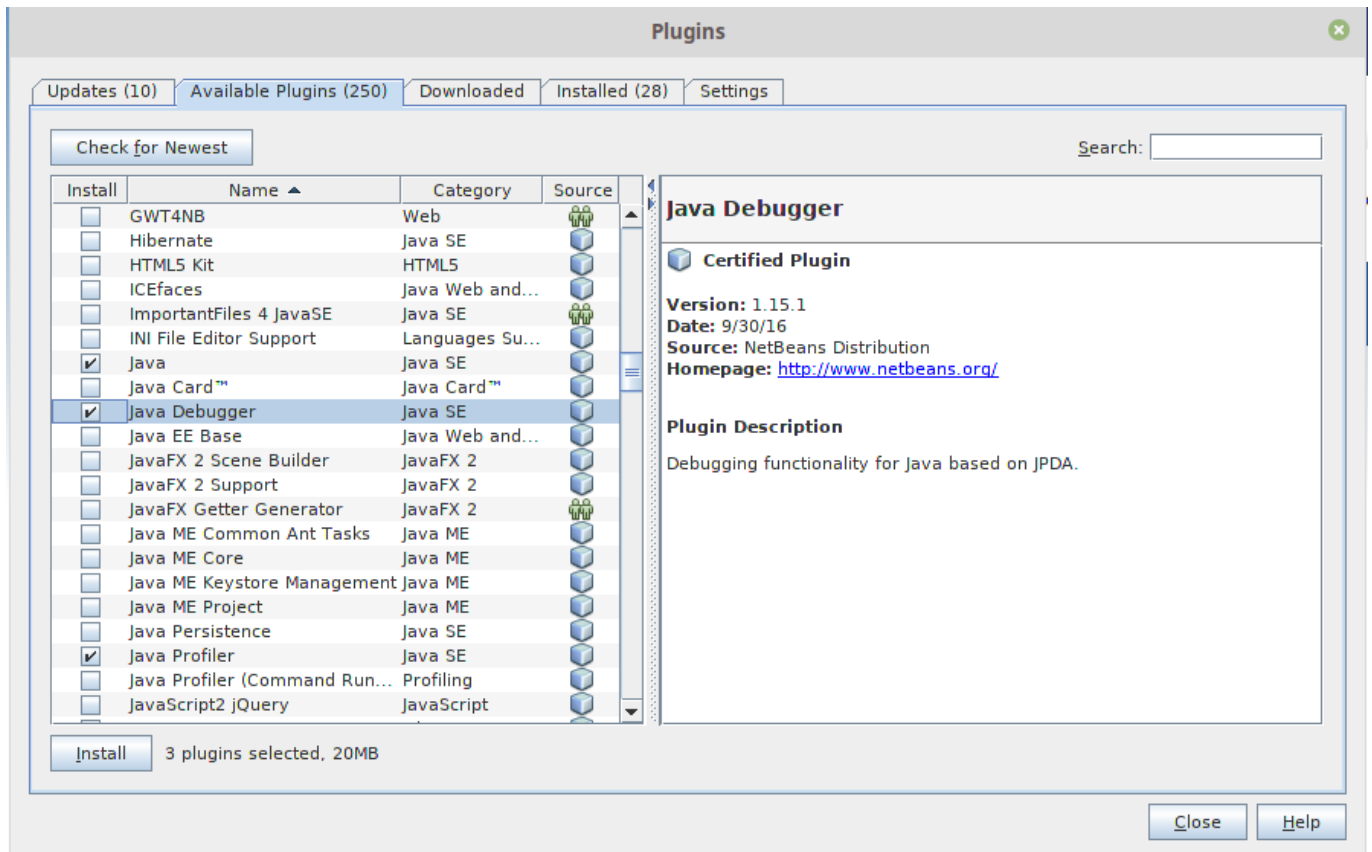 Plugins
Updates (10) Available Plugins (250) Downloaded Installed (28) Settings
Check for Newest
Search:
Install Name Category Source
GWT4NB Web
Hibernate Java SE
HTML5 Kit HTML5
ICEfaces Java Web and...
ImportantFiles 4 JavaSE Java SE
INI File Editor Support Languages Su...
Java Java SE
Java Card™ Java Card™
Java Debugger Java SE
Java EE Base Java Web and...
JavaFX 2 Scene Builder JavaFX 2
JavaFX 2 Support JavaFX 2
JavaFX Getter Generator JavaFX 2
Java ME Common Ant Tasks Java ME
Java ME Core Java ME
Java ME Keystore Management Java ME
Java ME Project Java ME
Java Persistence Java SE
Java Profiler Java SE
Java Profiler (Command Run... Profiling
JavaScript2 jQuery JavaScript
Java Debugger
Certified Plugin
Version: 1.15.1
Date: 9/30/16
Source: NetBeans Distribution
Homepage: http://www.netbeans.org/
Plugin Description
Debugging functionality for Java based on JPDA.
Install 3 plugins selected, 20MB
Close Help